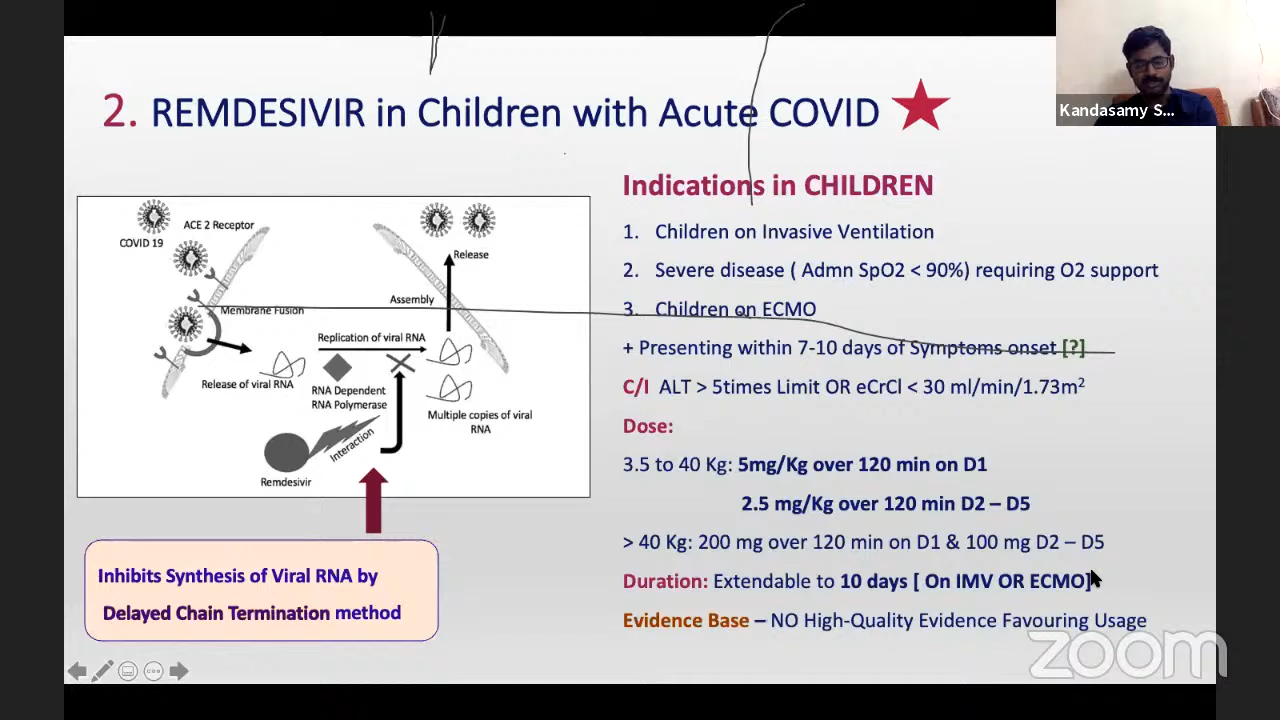 Kandasamy S...
2. REMDESIVIR in Children with Acute COVID
COVID 19
ACE 2 Receptor
Membrane Fusion
Release of viral RNA
Replication of viral RNA
RNA Dependent
RNA Polymerase
Interaction
Remdesivir
Assembly
Release
Multiple copies of viral
RNA
Inhibits Synthesis of Viral RNA by
Delayed Chain Termination method
Indications in CHILDREN
1. Children on Invasive Ventilation
2. Severe disease ( Admn SpO2 < 90%) requiring O2 support
3. Children on ECMO
+ Presenting within 7-10 days of Symptoms onset [?]
C/I ALT > 5times Limit OR eCrCl < 30 ml/min/1.73m²
Dose:
3.5 to 40 Kg: 5mg/Kg over 120 min on D1
2.5 mg/Kg over 120 min D2 – D5
> 40 Kg: 200 mg over 120 min on D1 & 100 mg D2 – D5
Duration: Extendable to 10 days [ On IMV OR ECMO]
Evidence Base – NO High-Quality Evidence Favouring Usage
zoom